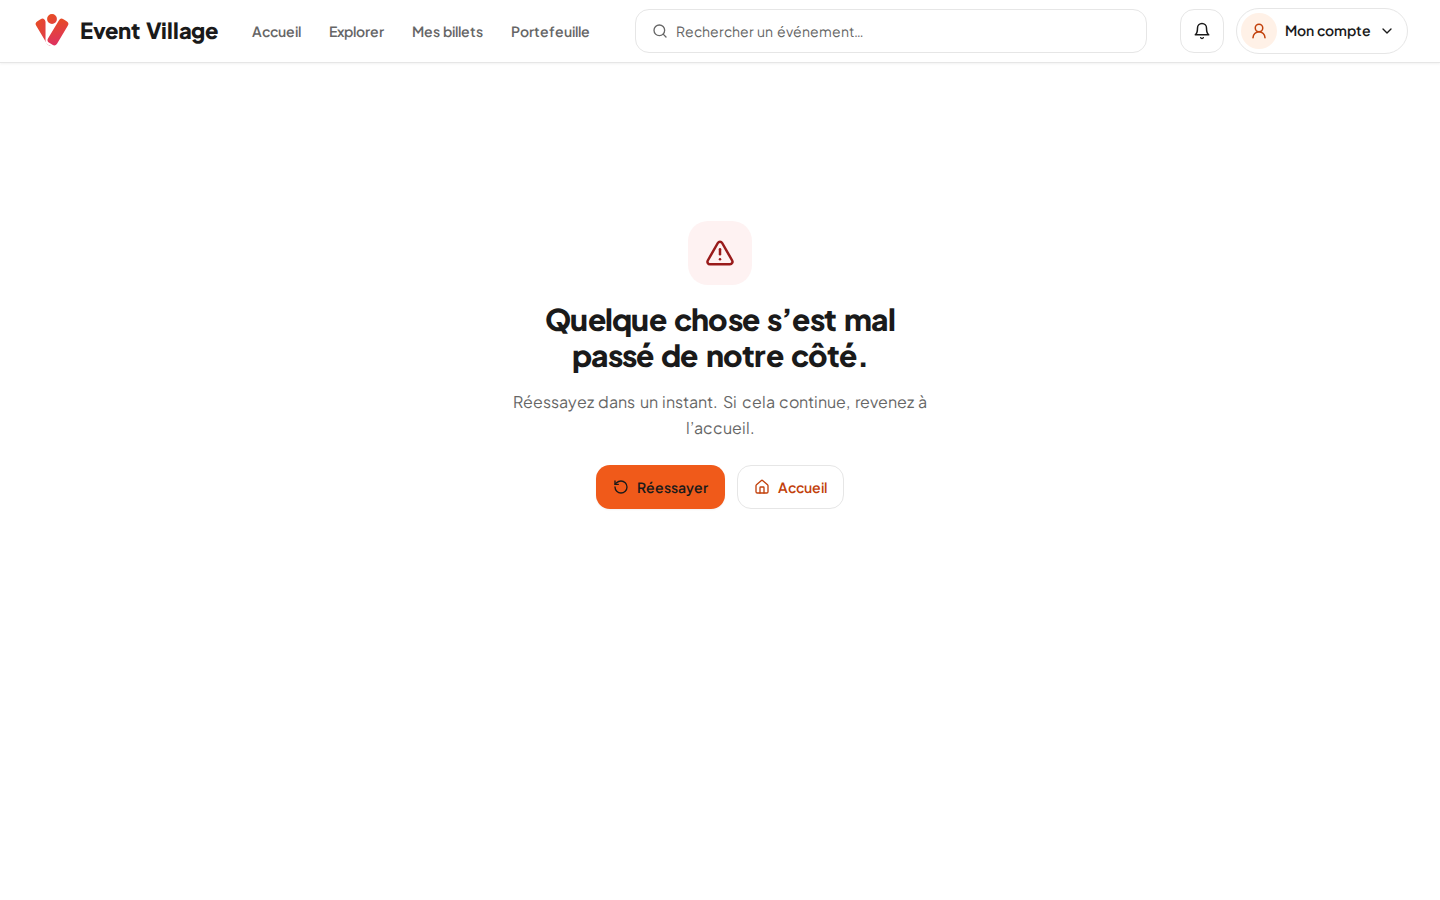 Event Village
Accueil
Explorer
Mes billets
Portefeuille
Rechercher un événement…
Mon compte
Quelque chose s’est mal
passé de notre côté.
Réessayez dans un instant. Si cela continue, revenez à
l’accueil.
Réessayer
Accueil